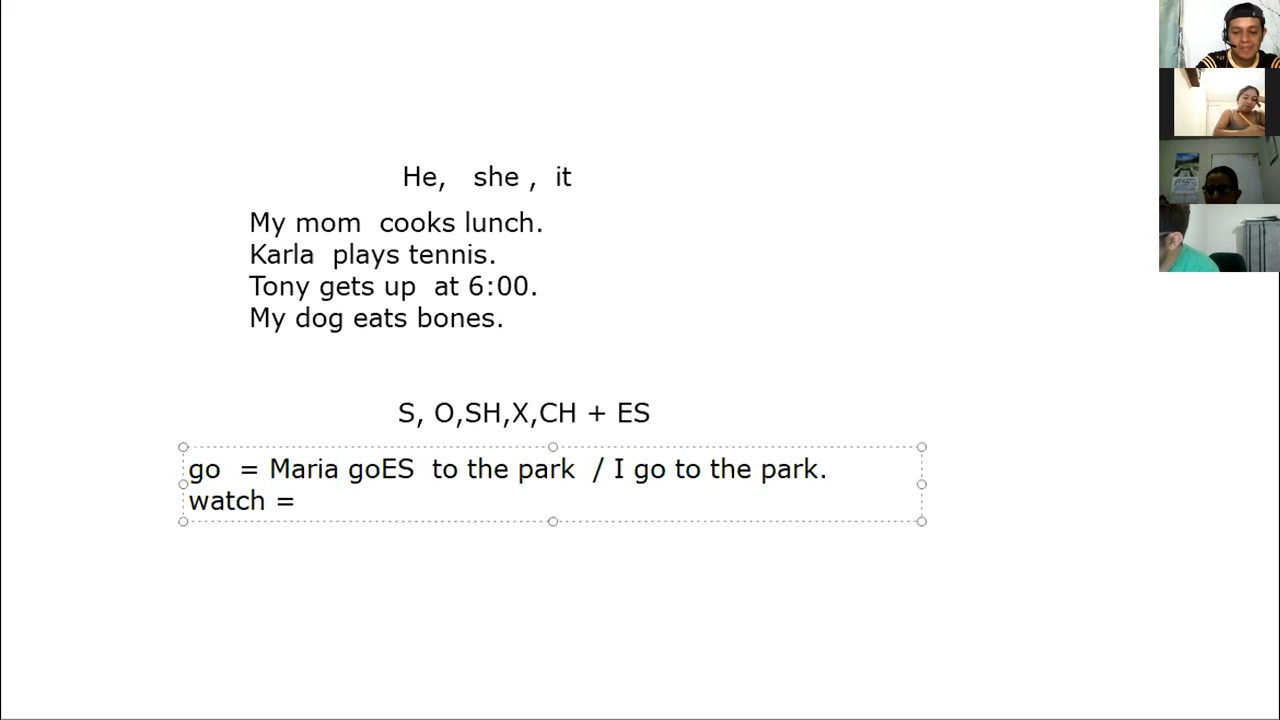 He, she , it
My mom cooks lunch.
Karla plays tennis.
Tony gets up at 6:00.
My dog eats bones.
S, O,SH,X,CH + ES
go = Maria goES to the park / I go to the park.
watch =